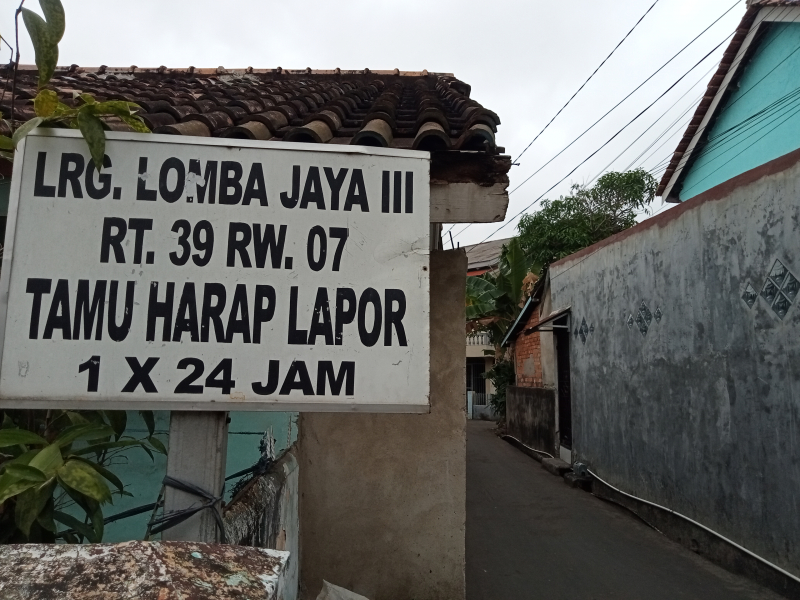 LRG. LOMBA JAYA III
RT. 39 RW. 07
TAMU HARAP LAPOR
1 X 24 JAM